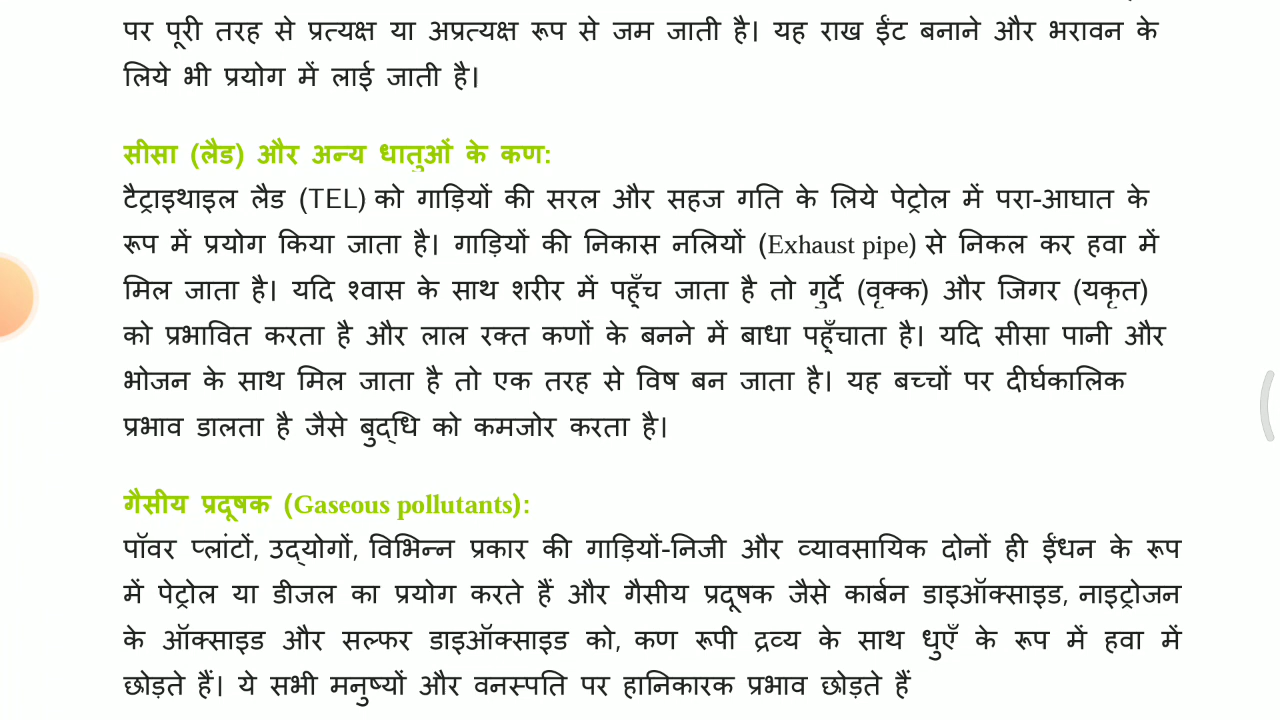 पर पूरी तरह से प्रत्यक्ष या अप्रत्यक्ष रूप से जम जाती है। यह राख ईंट बनाने और भरावन के
लिये भी प्रयोग में लाई जाती है।
सीसा (लैड) और अन्य धातुओं के कण:
टैट्राइथाइल लैड (TEL) को गाड़ियों की सरल और सहज गति के लिये पेट्रोल में परा-आघात के
रूप में प्रयोग किया जाता है। गाड़ियों की निकास नलियों (Exhaust pipe) से निकल कर हवा में
मिल जाता है। यदि श्वास के साथ शरीर में पहुँच जाता है तो गुर्दे (वृक्क) और जिगर (यकृत)
को प्रभावित करता है और लाल रक्त कणों के बनने में बाधा पहुँचाता है। यदि सीसा पानी और
भोजन के साथ मिल जाता है तो एक तरह से विष बन जाता है। यह बच्चों पर दीर्घकालिक
प्रभाव डालता है जैसे बुद्धि को कमजोर करता है।
गैसीय प्रदूषक (Gaseous pollutants):
पॉवर प्लांटों, उद्योगों, विभिन्न प्रकार की गाड़ियों-निजी और व्यावसायिक दोनों ही ईंधन के रूप
में पेट्रोल या डीजल का प्रयोग करते हैं और गैसीय प्रदूषक जैसे कार्बन डाइऑक्साइड, नाइट्रोजन
के ऑक्साइड और सल्फर डाइऑक्साइड को, कण रूपी द्रव्य के साथ धुएँ के रूप में हवा में
छोड़ते हैं। ये सभी मनुष्यों और वनस्पति पर हानिकारक प्रभाव छोड़ते हैं